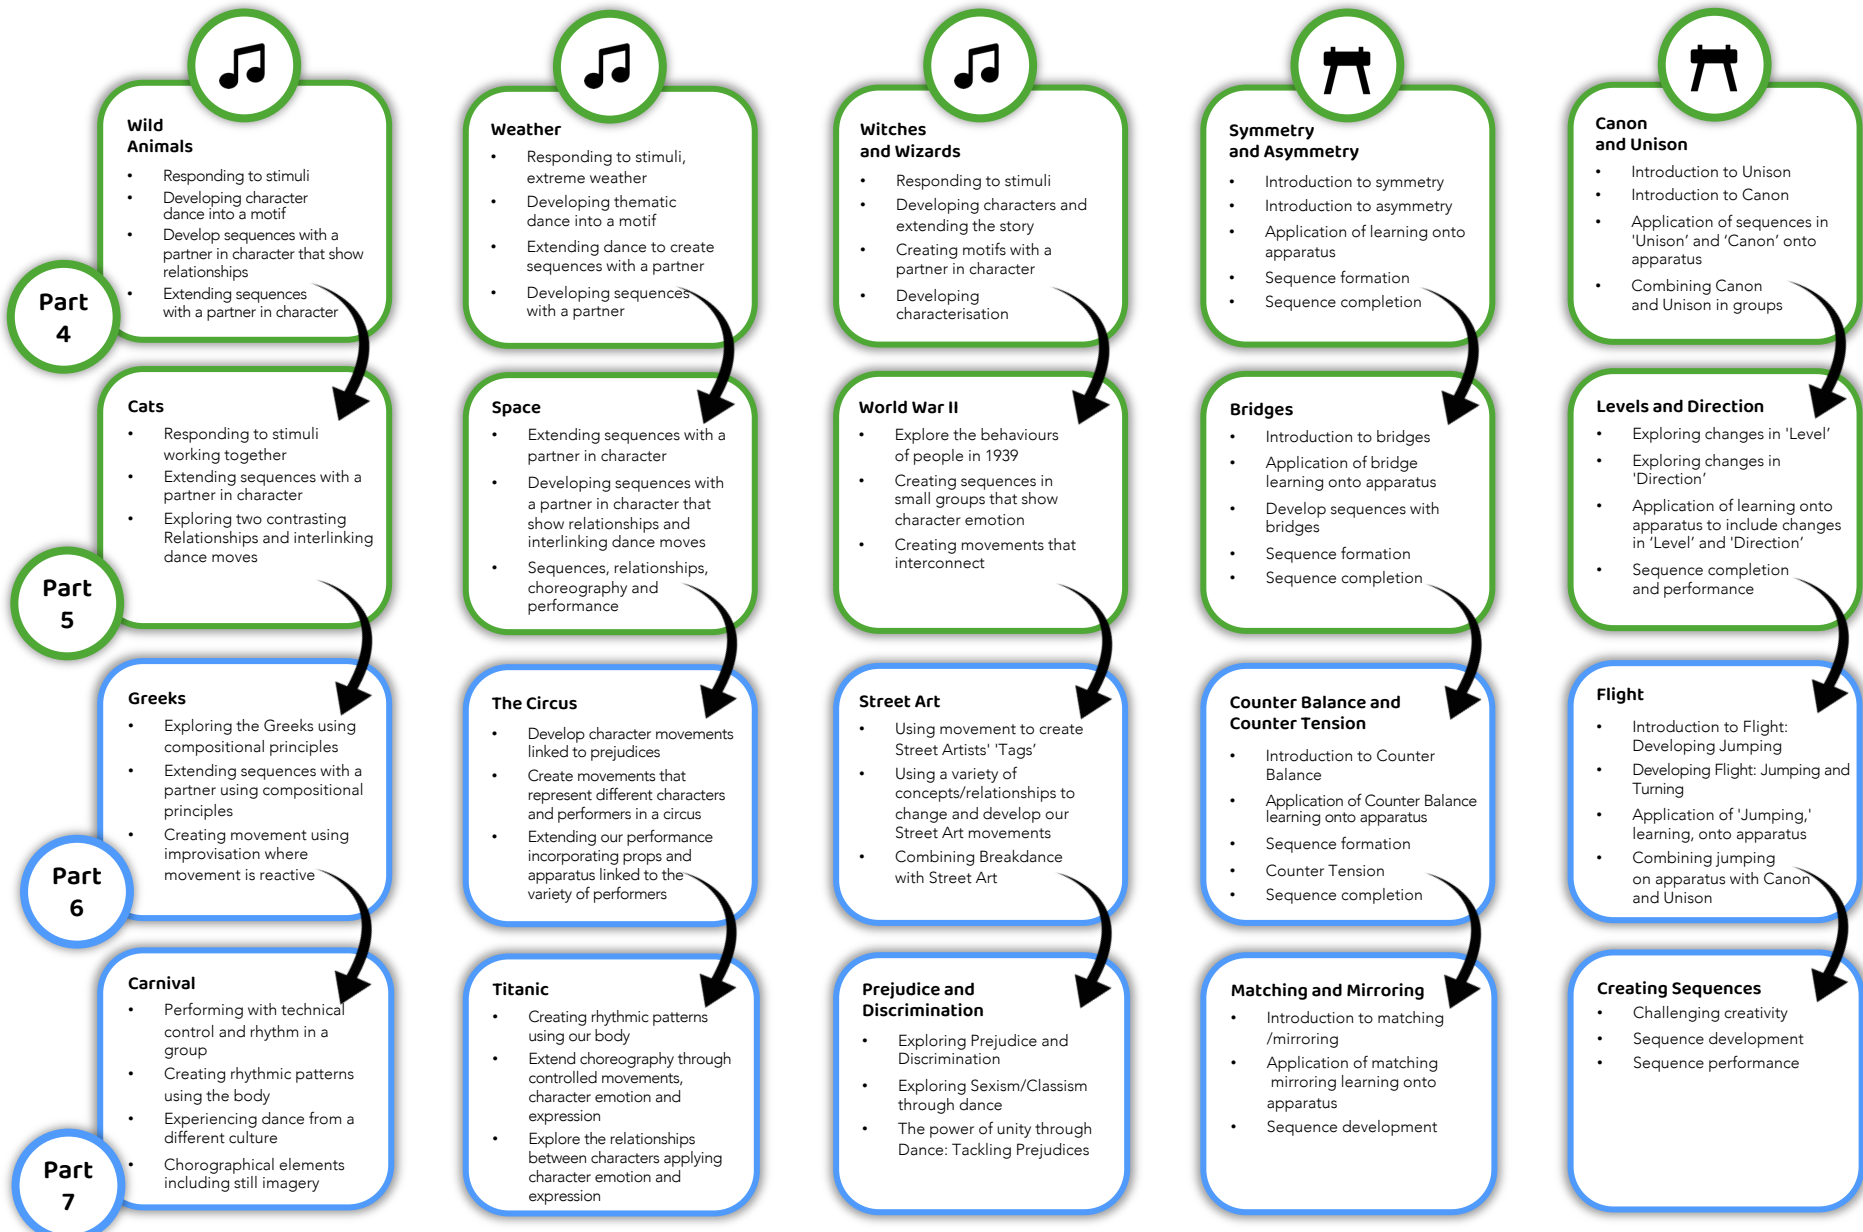 Part
4
Wild
Animals
• Responding to stimuli
• Developing character
dance into a motif
• Develop sequences with a
partner in character that show
relationships
• Extending sequences
with a partner in character
Weather
• Responding to stimuli,
extreme weather
• Developing thematic
dance into a motif
• Extending dance to create
sequences with a partner
• Developing sequences
with a partner
Witches
and Wizards
• Responding to stimuli
• Developing characters and
extending the story
• Creating motifs with a
partner in character
• Developing
characterisation
Symmetry
and Asymmetry
• Introduction to symmetry
• Introduction to asymmetry
• Application of learning onto
apparatus
• Sequence formation
• Sequence completion
Canon
and Unison
• Introduction to Unison
• Introduction to Canon
• Application of sequences in
'Unison' and 'Canon' onto
apparatus
• Combining Canon
and Unison in groups
Part
5
Cats
• Responding to stimuli
working together
• Extending sequences with a
partner in character
• Exploring two contrasting
Relationships and interlinking
dance moves
Space
• Extending sequences with a
partner in character
• Developing sequences with
a partner in character that
show relationships and
interlinking dance moves
• Sequences, relationships,
choreography and
performance
World War II
• Explore the behaviours
of people in 1939
• Creating sequences in
small groups that show
character emotion
• Creating movements that
interconnect
Bridges
• Introduction to bridges
• Application of bridge
learning onto apparatus
• Develop sequences with
bridges
• Sequence formation
• Sequence completion
Levels and Direction
• Exploring changes in 'Level'
• Exploring changes in
'Direction'
• Application of learning onto
apparatus to include changes
in 'Level' and 'Direction'
• Sequence completion
and performance
Part
6
Greeks
• Exploring the Greeks using
compositional principles
• Extending sequences with a
partner using compositional
principles
• Creating movement using
improvisation where
movement is reactive
The Circus
• Develop character movements
linked to prejudices
• Create movements that
represent different characters
and performers in a circus
• Extending our performance
incorporating props and
apparatus linked to the
variety of performers
Street Art
• Using movement to create
Street Artists' 'Tags'
• Using a variety of
concepts/relationships to
change and develop our
Street Art movements
• Combining Breakdance
with Street Art
Counter Balance and
Counter Tension
• Introduction to Counter
Balance
• Application of Counter Balance
learning onto apparatus
• Sequence formation
• Counter Tension
• Sequence completion
Flight
• Introduction to Flight:
Developing Jumping
• Developing Flight: Jumping and
Turning
• Application of 'Jumping,'
learning, onto apparatus
• Combining jumping
on apparatus with Canon
and Unison
Part
7
Carnival
• Performing with technical
control and rhythm in a
group
• Creating rhythmic patterns
using the body
• Experiencing dance from a
different culture
• Chorographical elements
including still imagery
Titanic
• Creating rhythmic patterns
using our body
• Extend choreography through
controlled movements,
character emotion and
expression
• Explore the relationships
between characters applying
character emotion and
expression
Prejudice and
Discrimination
• Exploring Prejudice and
Discrimination
• Exploring Sexism/Classism
through dance
• The power of unity through
Dance: Tackling Prejudices
Matching and Mirroring
• Introduction to matching
/mirroring
• Application of matching
mirroring learning onto
apparatus
• Sequence development
Creating Sequences
• Challenging creativity
• Sequence development
• Sequence performance